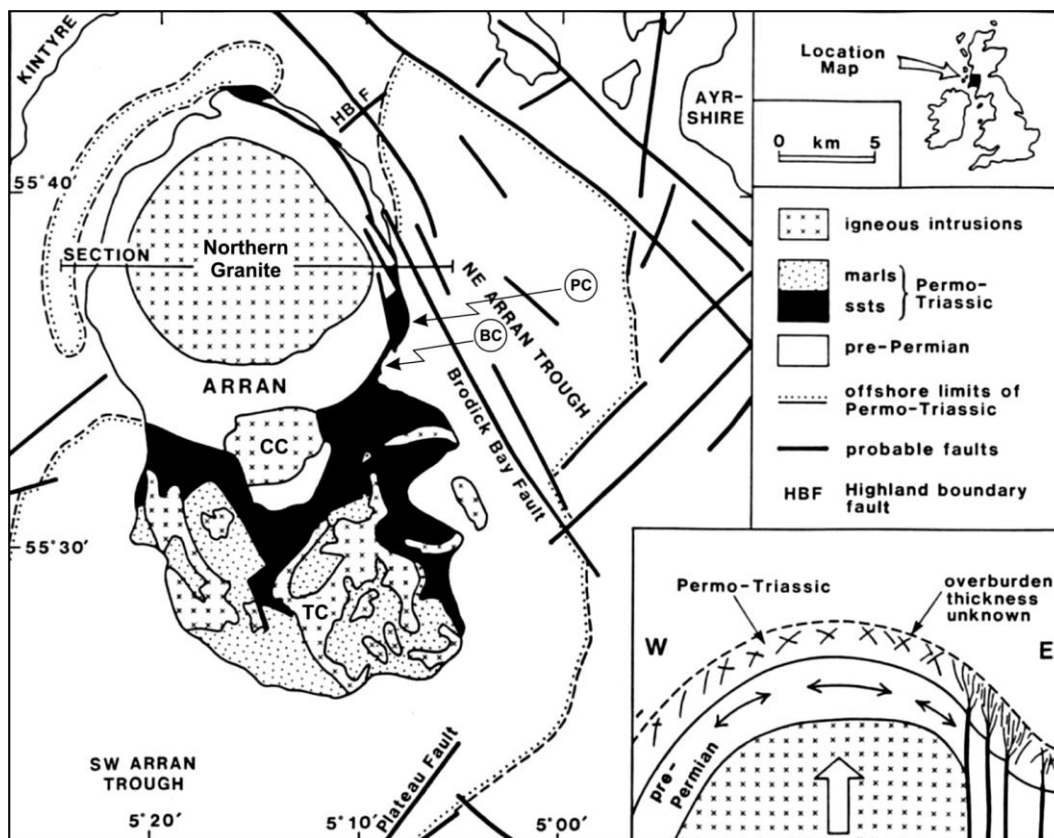 KINTYRE
HBF
AYR-
SHIRE
55°40'
SECTION
Northern
Granite
NE ARRAN TROUGH
PC
BC
ARRAN
Brodick Bay Fault
CC
55°30'
TC
Plateau Fault
SW ARRAN
TROUGH
5°20'
5°10'
5°00'
Location
Map
0 km 5
igneous intrusions
marls
ssts
Permo-
Triassic
pre-Permian
offshore limits of
Permo-Triassic
probable faults
HBF Highland boundary
fault
Permo-Triassic
overburden
thickness
unknown
W
E
pre-
Permian